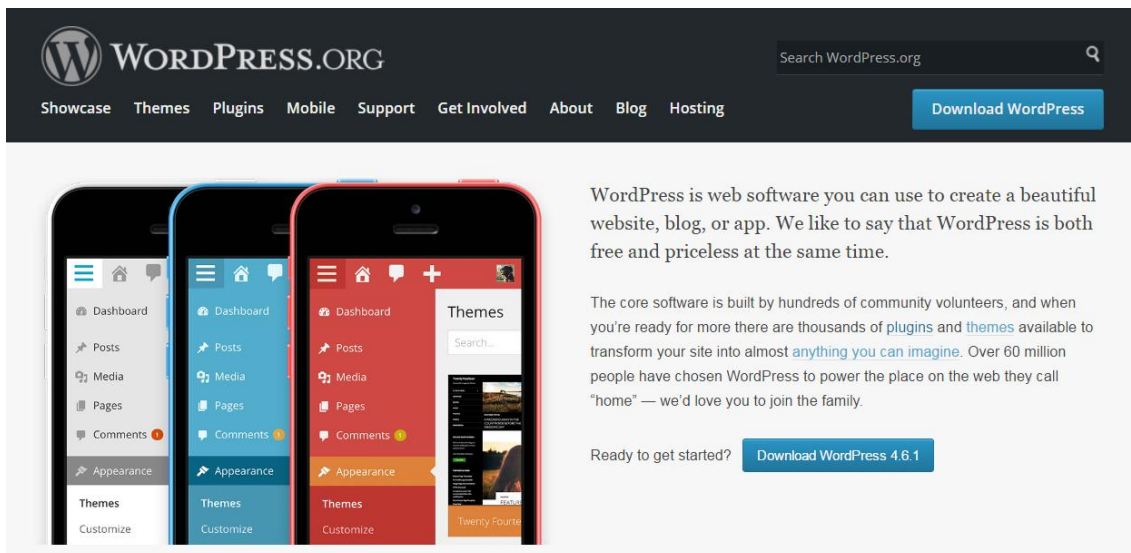 WORDPRESS.ORG
Search WordPress.org
Showcase Themes Plugins Mobile Support Get Involved About Blog Hosting
Download WordPress
WordPress is web software you can use to create a beautiful
website, blog, or app. We like to say that WordPress is both
free and priceless at the same time.
The core software is built by hundreds of community volunteers, and when
you’re ready for more there are thousands of plugins and themes available to
transform your site into almost anything you can imagine. Over 60 million
people have chosen WordPress to power the place on the web they call
“home” — we’d love you to join the family.
Ready to get started? Download WordPress 4.6.1
Dashboard
Posts
Media
Pages
Comments 1
Appearance
Themes
Customize
Dashboard
Posts
Media
Pages
Comments 1
Appearance
Themes
Customize
Dashboard
Posts
Media
Pages
Comments 1
Appearance
Themes
Customize
Themes
Search...
Twenty Fourte